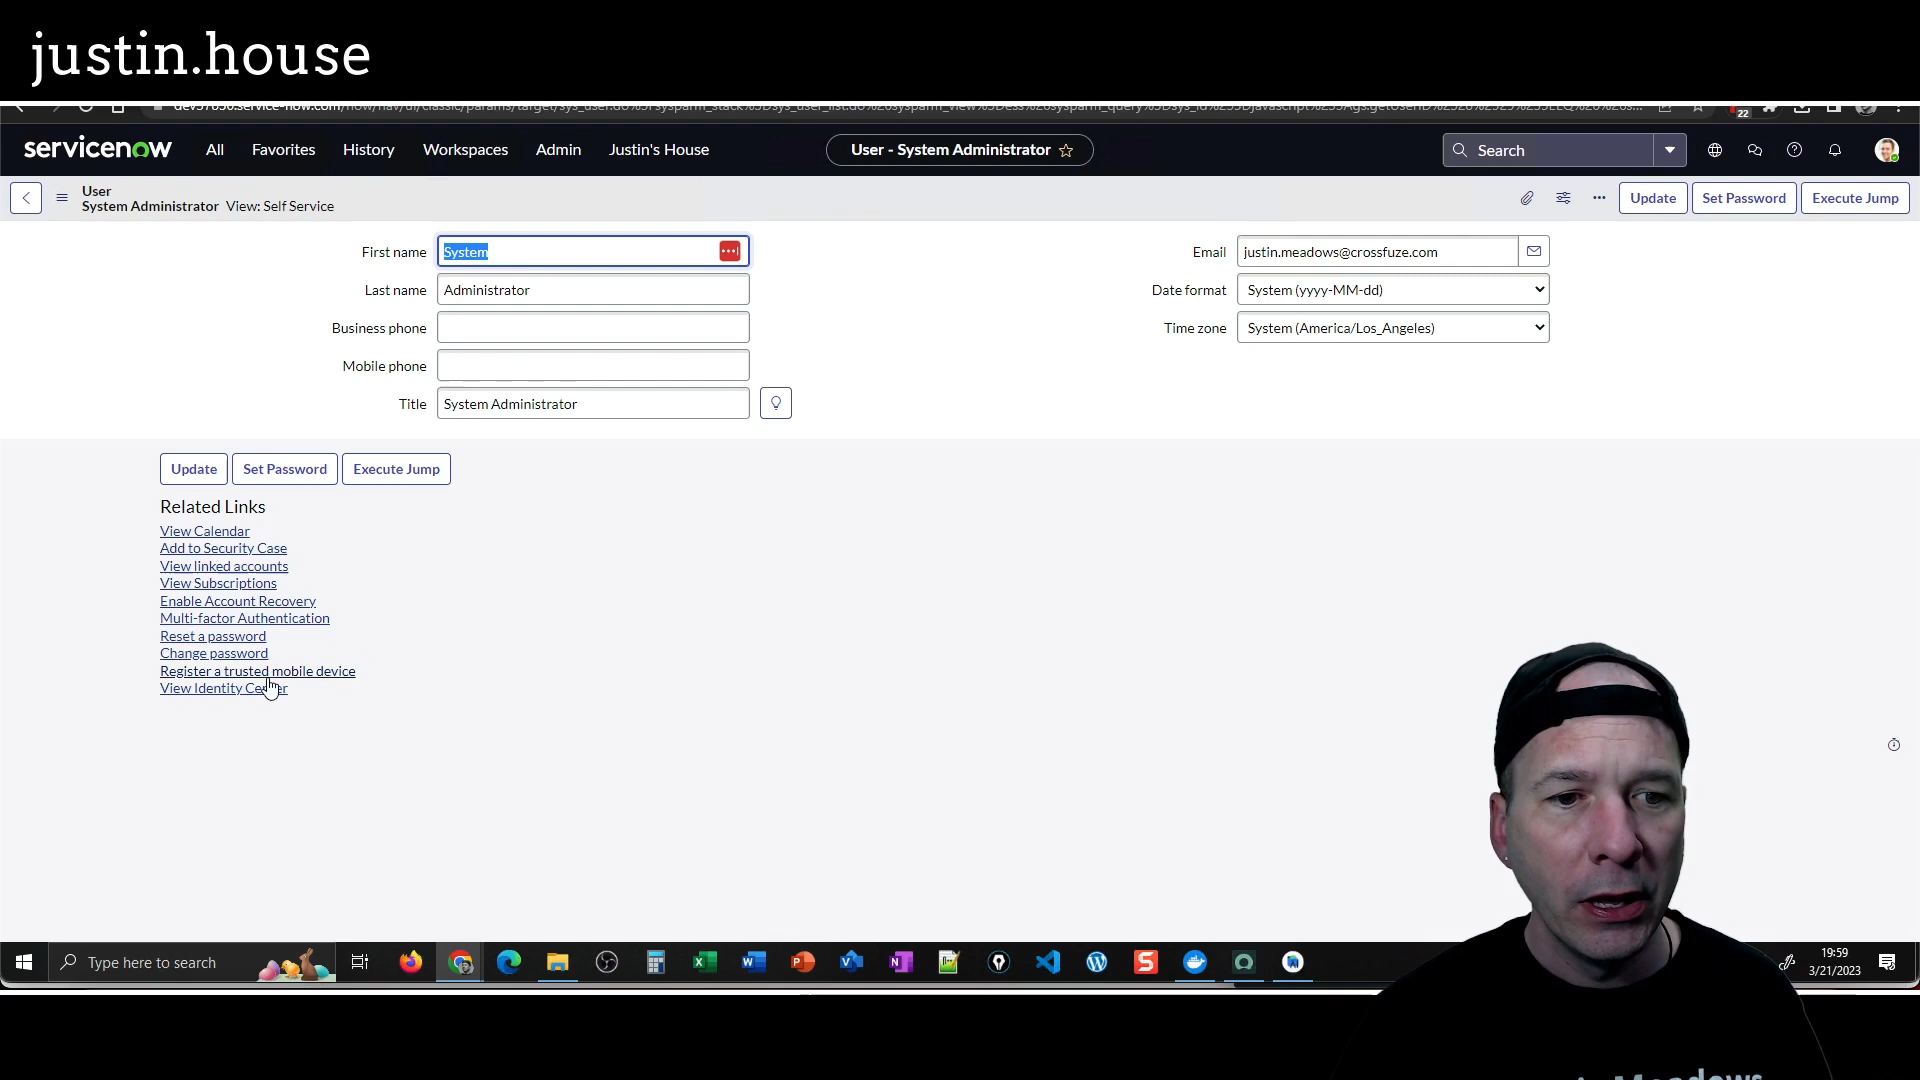 justin.house
servicenow
All
Favorites
History
Workspaces
Admin
Justin's House
User - System Administrator
Search
22
User
System Administrator View: Self Service
Update
Set Password
Execute Jump
First name
System
Last name
Administrator
Business phone
Mobile phone
Title
System Administrator
Email
justin.meadows@crossfuze.com
Date format
System (yyyy-MM-dd)
Time zone
System (America/Los_Angeles)
Update
Set Password
Execute Jump
Related Links
View Calendar
Add to Security Case
View linked accounts
View Subscriptions
Enable Account Recovery
Multi-factor Authentication
Reset a password
Change password
Register a trusted mobile device
View Identity
Type here to search
19:59
3/21/2023
Meadows